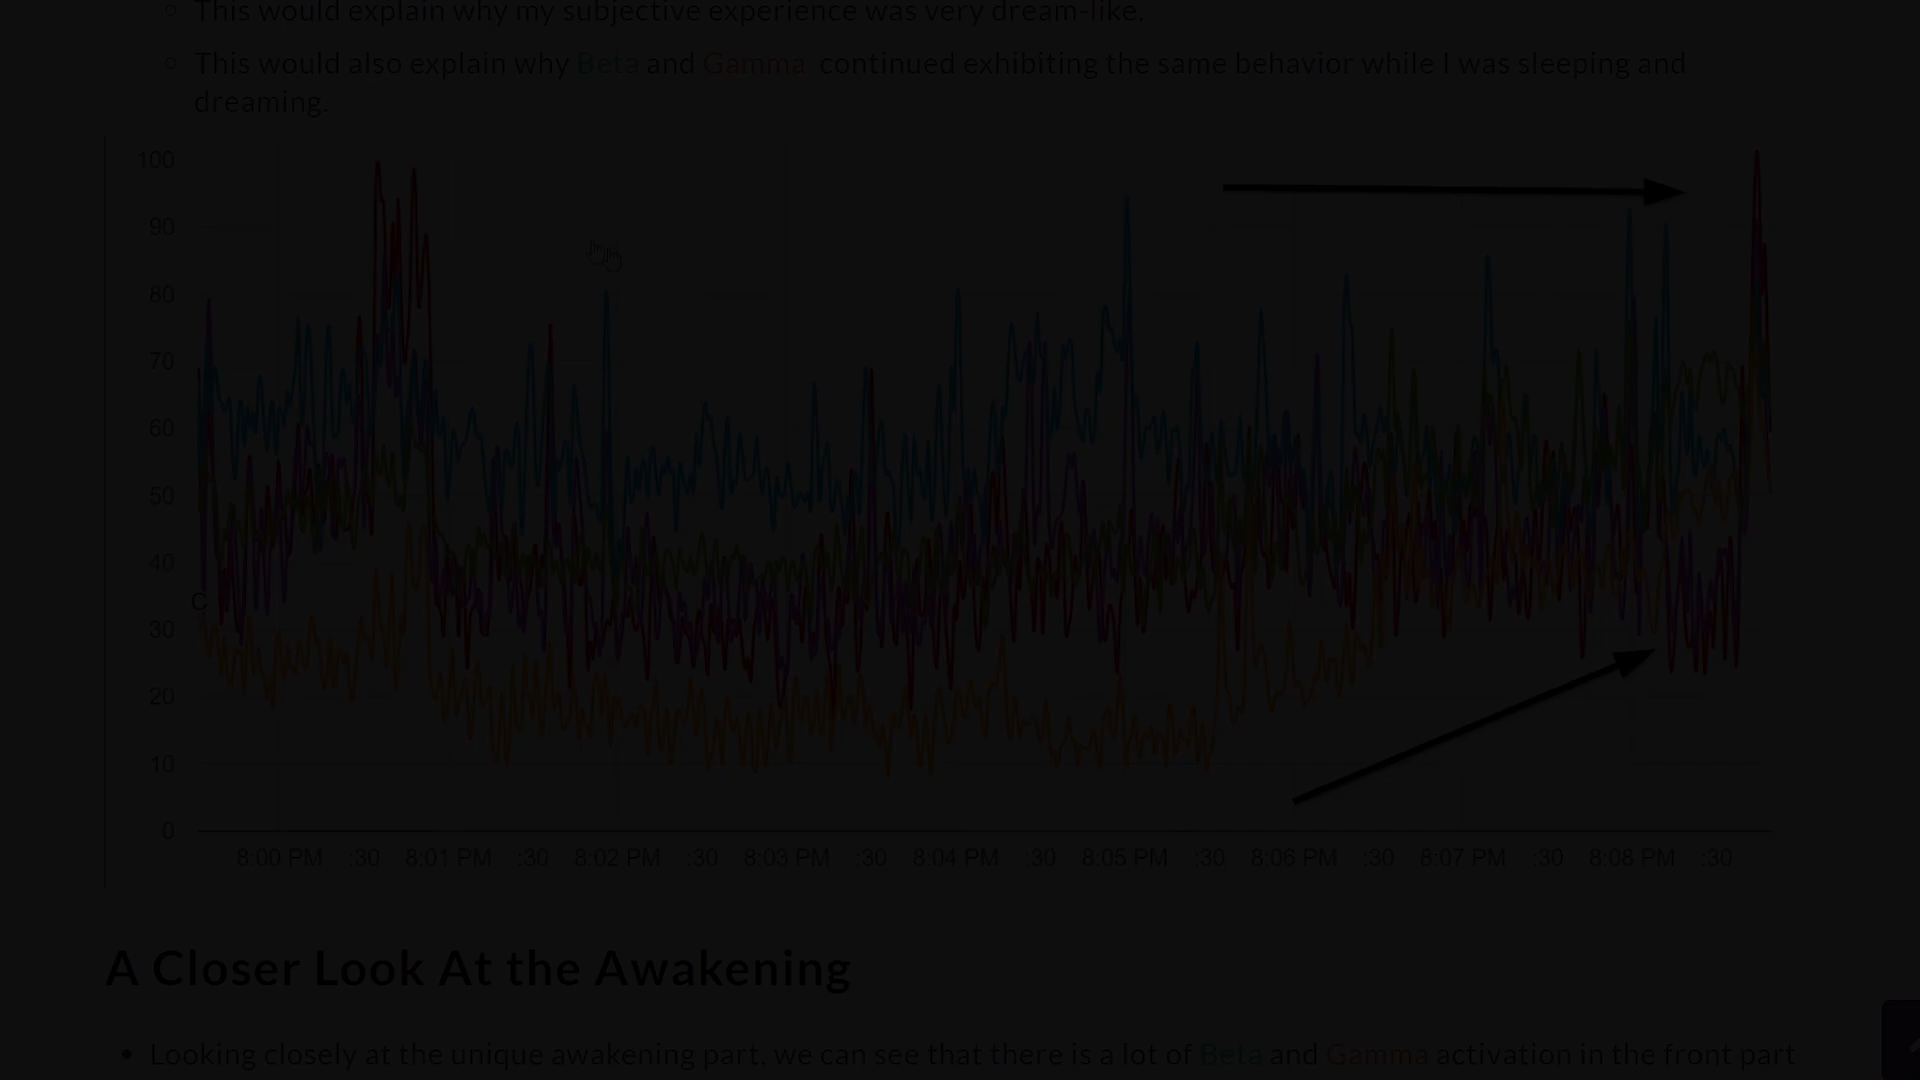 This would explain why my subjective experience was very dream-like.
This would also explain why Beta and Gamma continued exhibiting the same behavior while I was sleeping and
dreaming.
100
90
80
70
60
50
40
C
30
20
10
0
8:00 PM :30 8:01 PM :30 8:02 PM :30 8:03 PM :30 8:04 PM :30 8:05 PM :30 8:06 PM :30 8:07 PM :30 8:08 PM :30
A Closer Look At the Awakening
Looking closely at the unique awakening part, we can see that there is a lot of Beta and Gamma activation in the front part